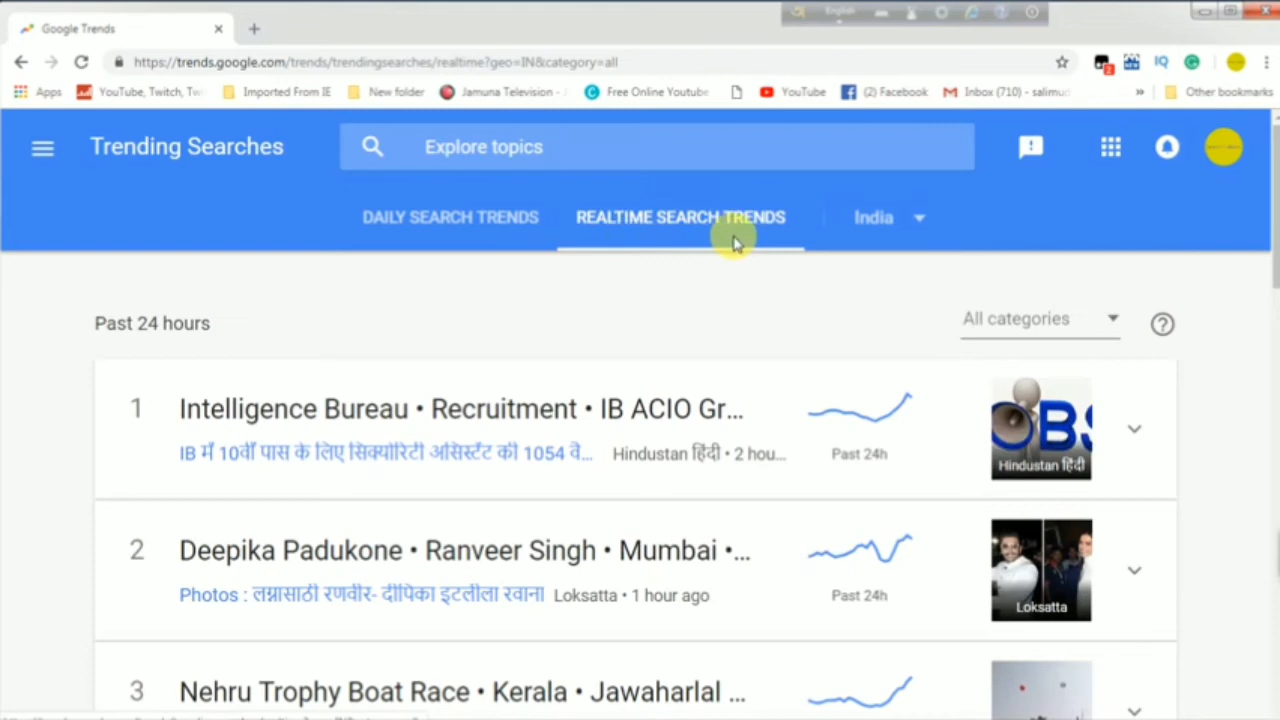 English
Google Trends
https://trends.google.com/trends/trendingsearches/realtime?geo=IN&category=all
Apps YouTube, Twitch, Tw Imported From IE New folder Jamuna Television - Free Online Youtube YouTube (2) Facebook Inbox (710) - salimud » Other bookmarks
Trending Searches Explore topics
DAILY SEARCH TRENDS REALTIME SEARCH TRENDS India
Past 24 hours All categories
1 Intelligence Bureau • Recruitment • IB ACIO Gr...
IB में 10वीं पास के लिए सिक्योरिटी असिस्टेंट की 1054 वे... Hindustan हिंदी • 2 hou... Past 24h
OBS
Hindustan हिंदी
2 Deepika Padukone • Ranveer Singh • Mumbai •...
Photos : लग्नासाठी रणवीर- दीपिका इटलीला रवाना Loksatta • 1 hour ago Past 24h
Loksatta
3 Nehru Trophy Boat Race • Kerala • Jawaharlal ...